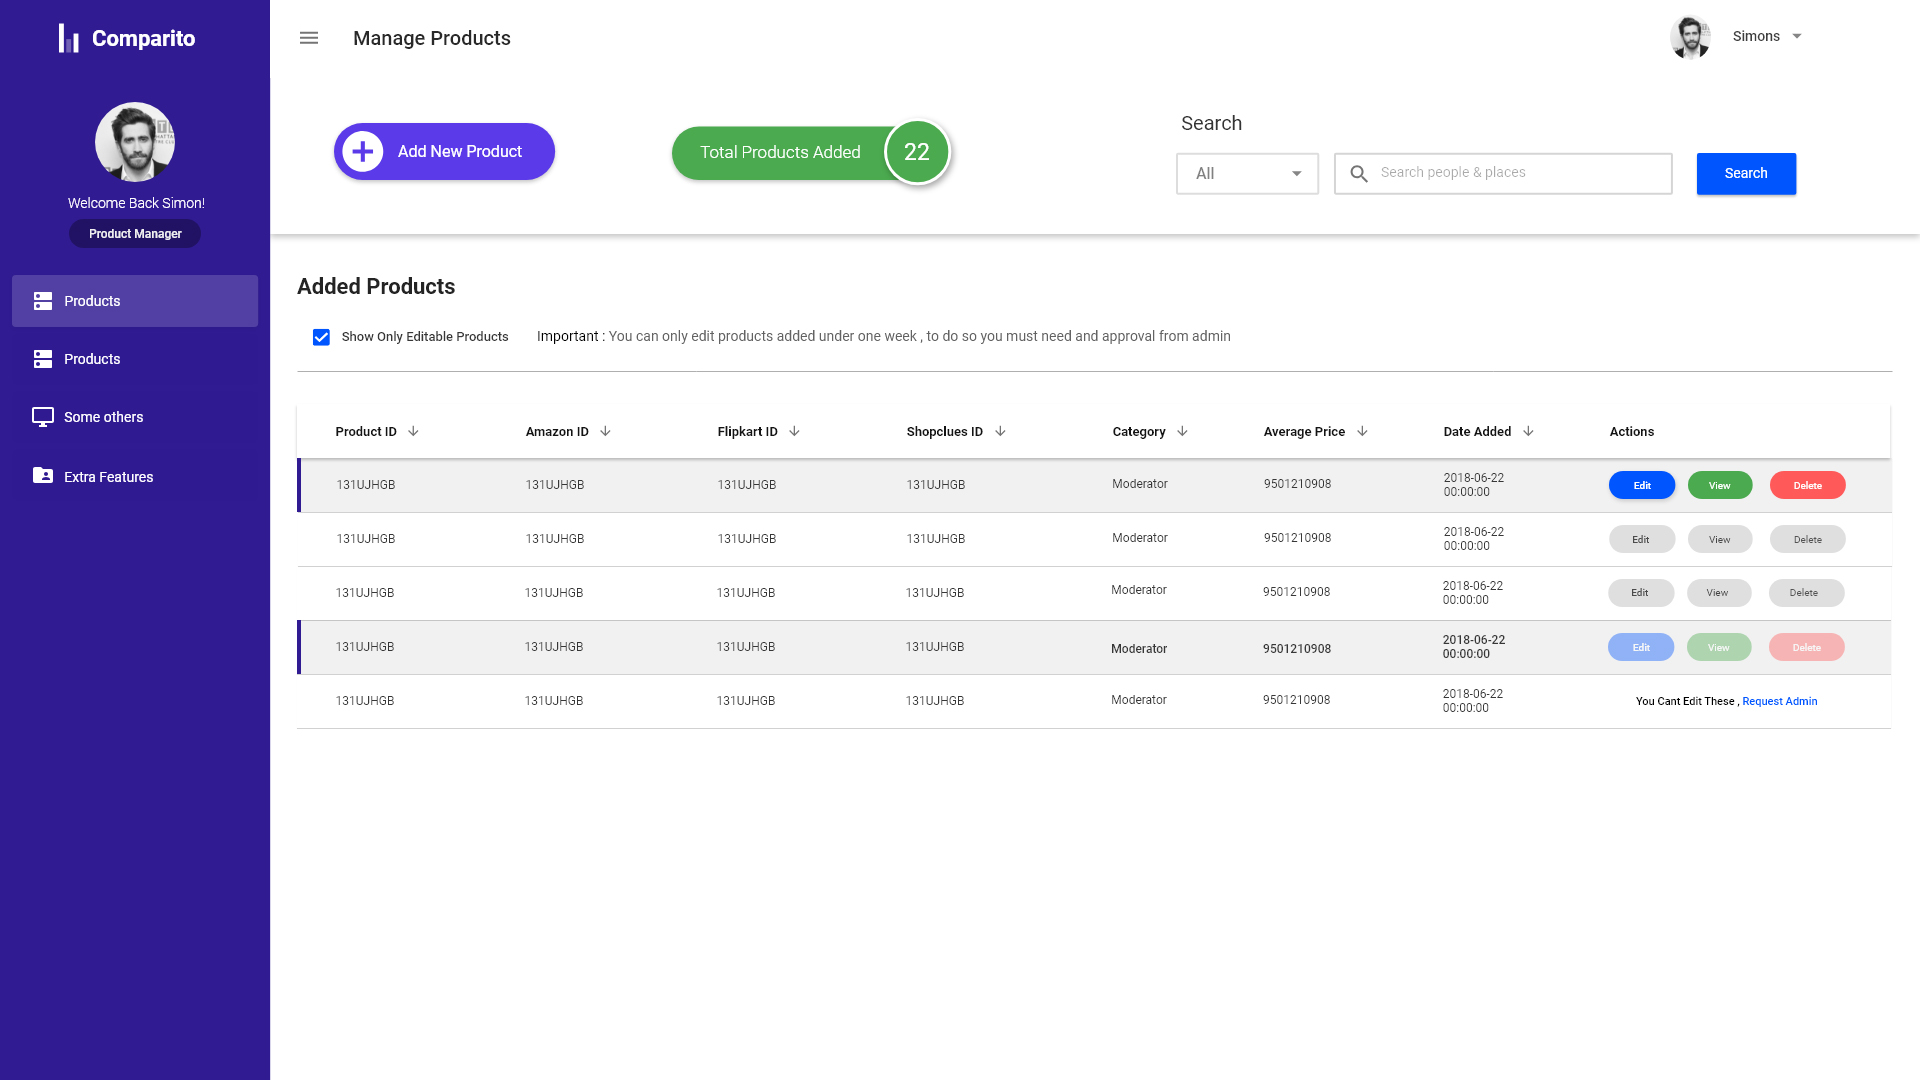 Comparito
Manage Products
Simons
Welcome Back Simon!
Product Manager
Products
Products
Some others
Extra Features
Add New Product
Total Products Added
22
Search
All
Search people & places
Search
Added Products
Show Only Editable Products
Important : You can only edit products added under one week , to do so you must need and approval from admin
Product ID Amazon ID Flipkart ID Shopclues ID Category Average Price Date Added Actions
131UJHGB 131UJHGB 131UJHGB 131UJHGB Moderator 9501210908 2018-06-22 00:00:00 Edit View Delete
131UJHGB 131UJHGB 131UJHGB 131UJHGB Moderator 9501210908 2018-06-22 00:00:00 Edit View Delete
131UJHGB 131UJHGB 131UJHGB 131UJHGB Moderator 9501210908 2018-06-22 00:00:00 Edit View Delete
131UJHGB 131UJHGB 131UJHGB 131UJHGB Moderator 9501210908 2018-06-22 00:00:00 Edit View Delete
131UJHGB 131UJHGB 131UJHGB 131UJHGB Moderator 9501210908 2018-06-22 00:00:00 You Cant Edit These , Request Admin